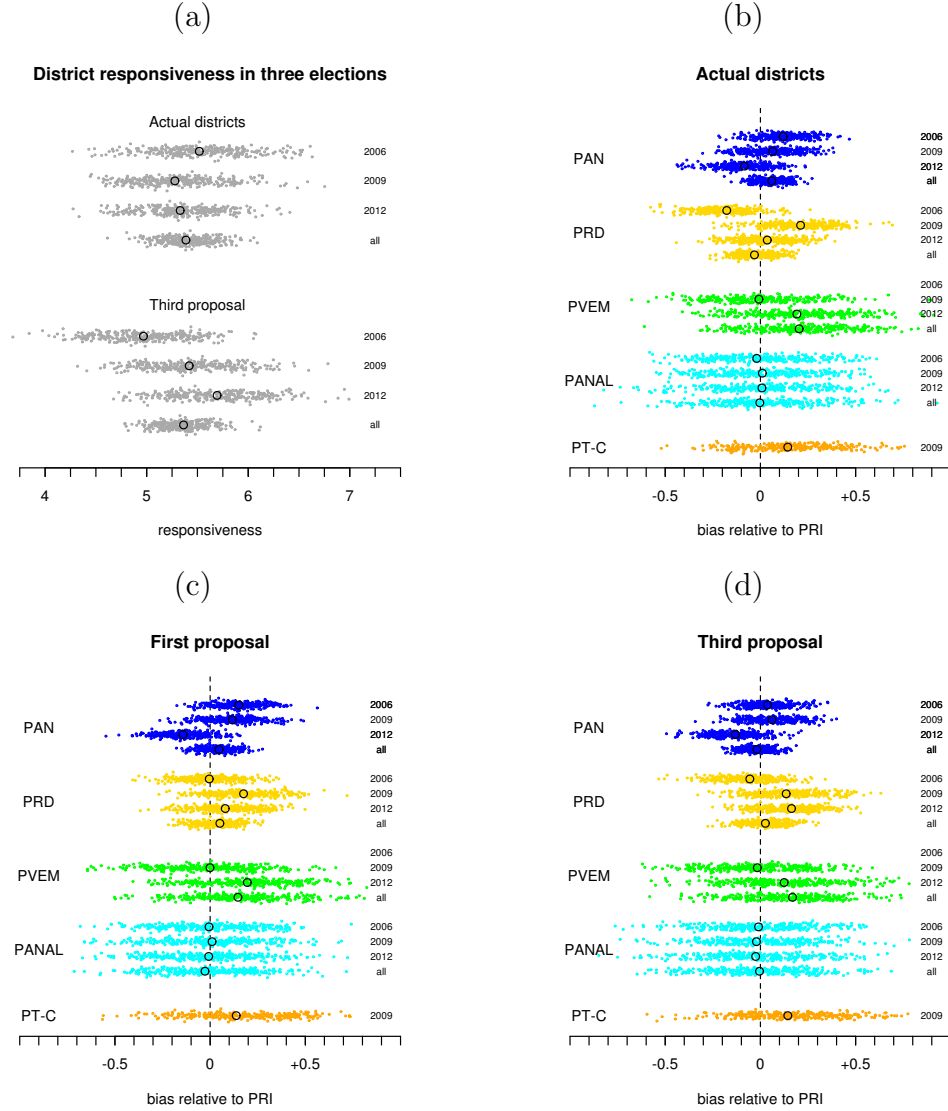 (a)
District responsiveness in three elections
Actual districts
2006
2009
2012
all
Third proposal
2006
2009
2012
all
4 5 6 7
responsiveness
(b)
Actual districts
PAN
2006
2009
2012
all
PRD
2006
2009
2012
all
PVEM
2006
2009
2012
all
PANAL
2006
2009
2012
all
PT-C
2009
-0.5 0 +0.5
bias relative to PRI
(c)
First proposal
PAN
2006
2009
2012
all
PRD
2006
2009
2012
all
PVEM
2006
2009
2012
all
PANAL
2006
2009
2012
all
PT-C
2009
-0.5 0 +0.5
bias relative to PRI
(d)
Third proposal
PAN
2006
2009
2012
all
PRD
2006
2009
2012
all
PVEM
2006
2009
2012
all
PANAL
2006
2009
2012
all
PT-C
2009
-0.5 0 +0.5
bias relative to PRI